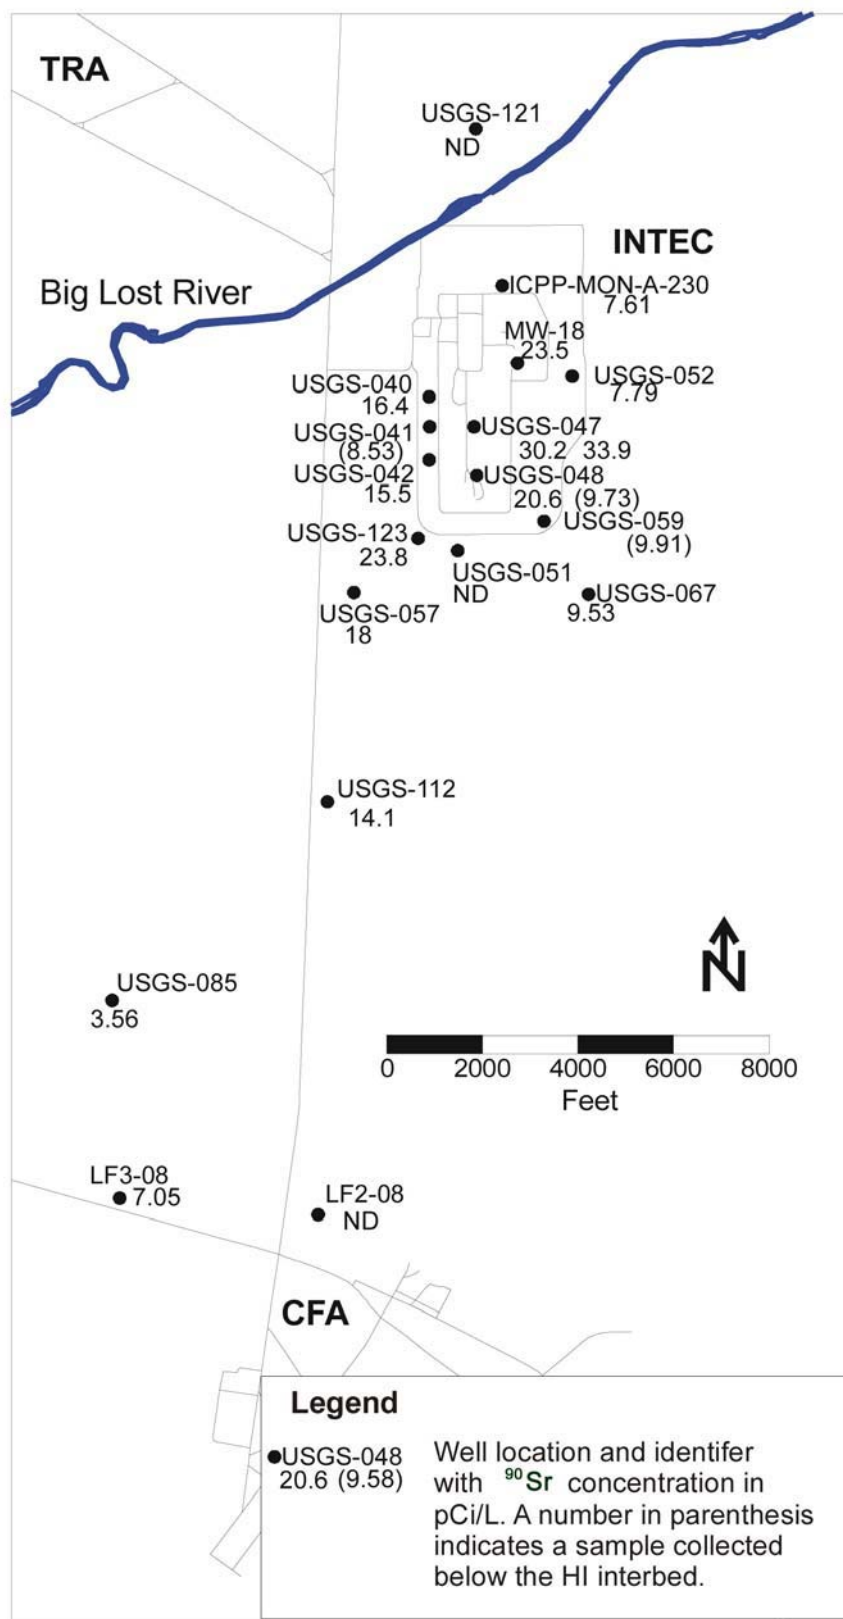 TRA
USGS-121
ND
INTEC
Big Lost River
ICPP-MON-A-230
7.61
MW-18
23.5
USGS-052
7.79
USGS-040
16.4
USGS-041
(8.53)
USGS-047
30.2 33.9
USGS-042
15.5
USGS-048
20.6 (9.73)
USGS-059
(9.91)
USGS-123
23.8
USGS-051
ND
USGS-067
9.53
USGS-057
18
USGS-112
14.1
USGS-085
3.56
N
0 2000 4000 6000 8000
Feet
LF3-08
7.05
LF2-08
ND
CFA
Legend
USGS-048
20.6 (9.58)
Well location and identifer
with ⁹⁰Sr concentration in
pCi/L. A number in parenthesis
indicates a sample collected
below the HI interbed.